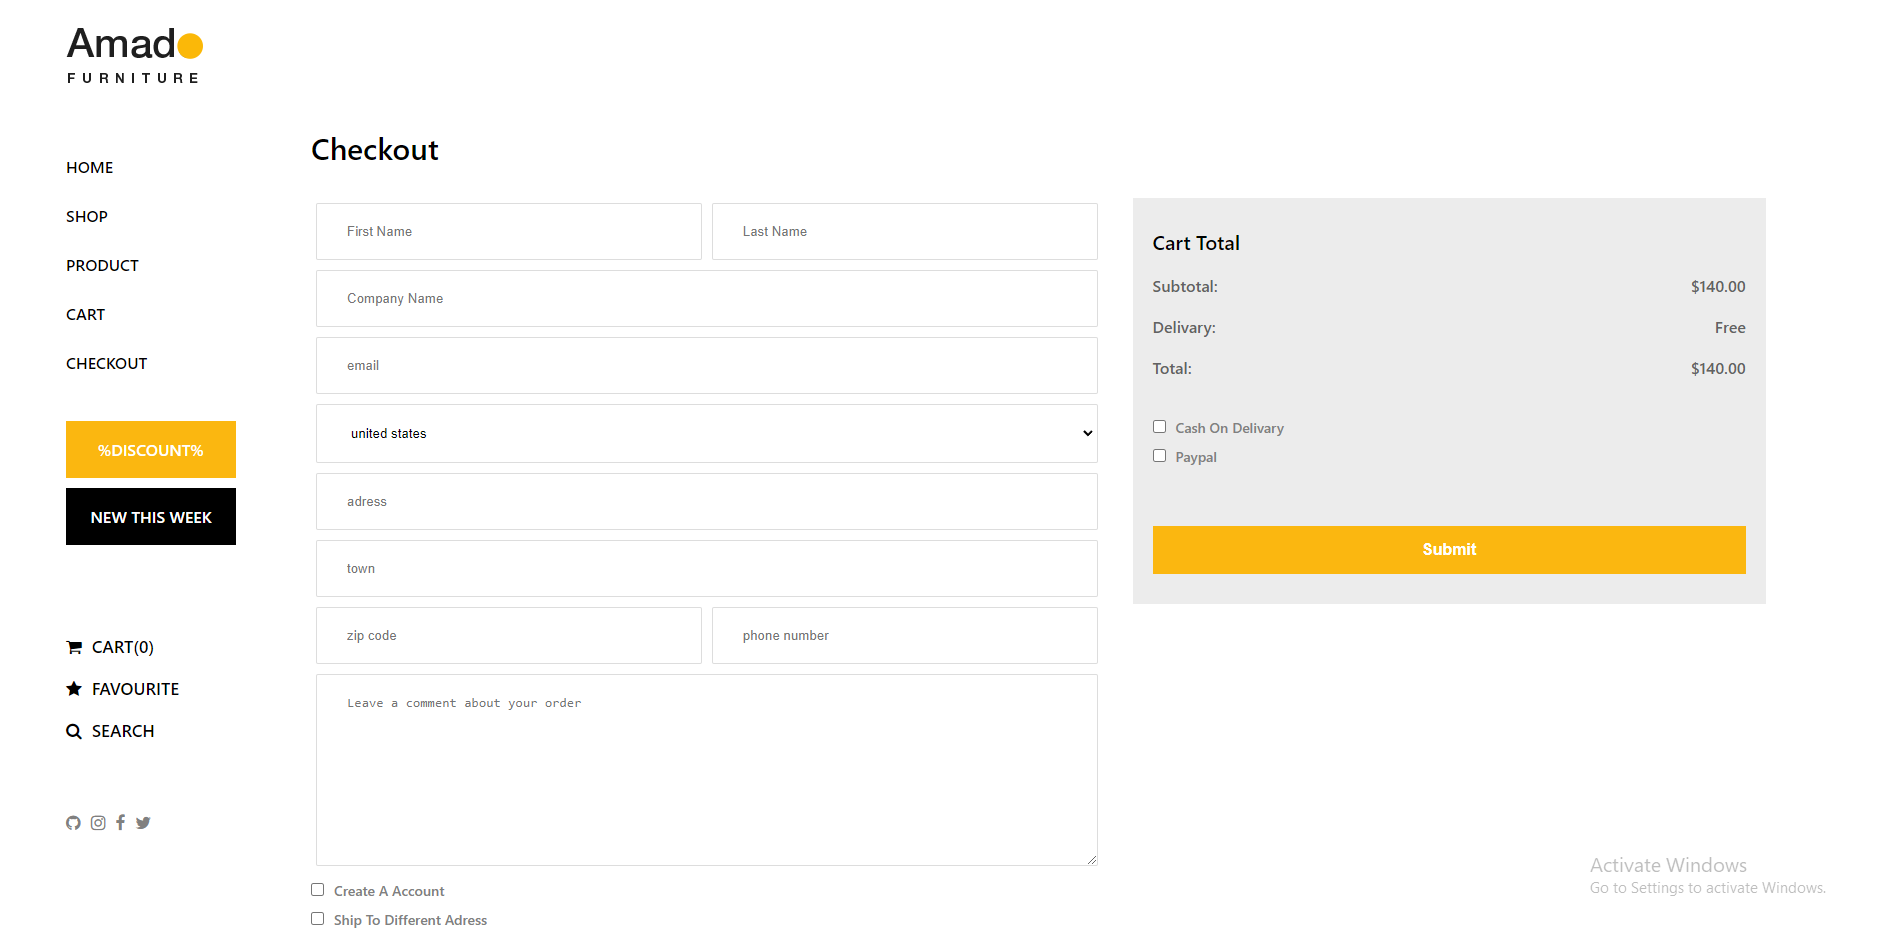 Amado
FURNITURE
HOME
SHOP
PRODUCT
CART
CHECKOUT
%DISCOUNT%
NEW THIS WEEK
CART(0)
FAVOURITE
SEARCH
Checkout
First Name
Last Name
Company Name
email
united states
adress
town
zip code
phone number
Leave a comment about your order
Create A Account
Ship To Different Adress
Cart Total
Subtotal: $140.00
Delivary: Free
Total: $140.00
Cash On Delivary
Paypal
Submit
Activate Windows
Go to Settings to activate Windows.